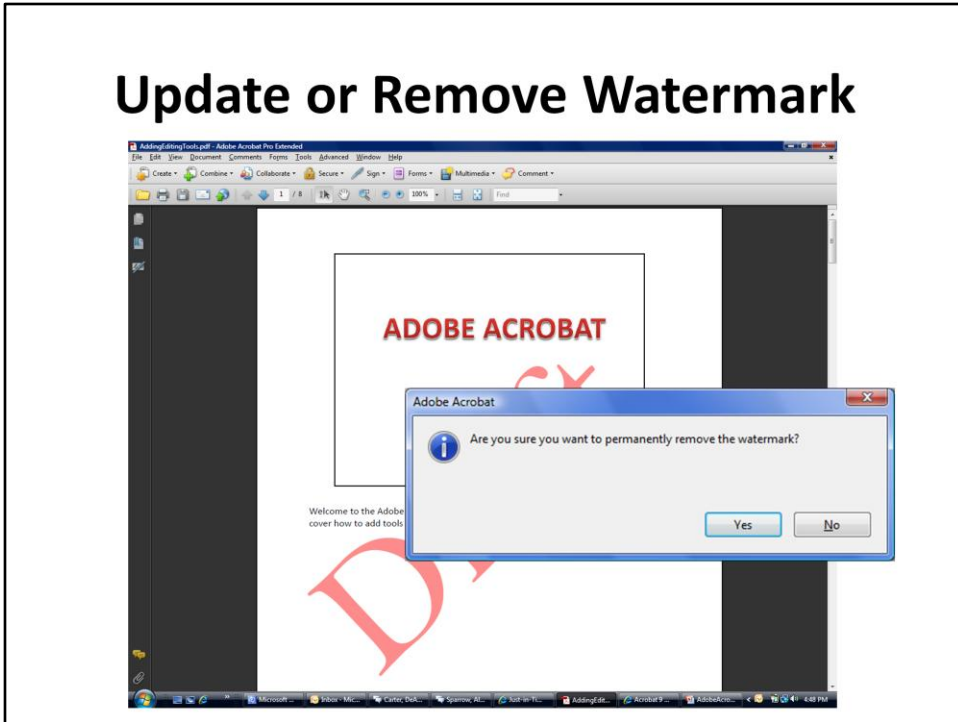 Update or Remove Watermark
AddingEditingTools.pdf - Adobe Acrobat Pro Extended
File Edit View Document Comments Forms Tools Advanced Window Help
Create Combine Collaborate Secure Sign Forms Multimedia Comment
1 / 8 100% Find
ADOBE ACROBAT
Adobe Acrobat
Are you sure you want to permanently remove the watermark?
Welcome to the Adobe
cover how to add tools
Yes No
Microsoft ... Inbox - Mic... Carter, DeA... Sparrow, Al... Just-in-Ti... AddingEdit... Acrobat 9 ... AdobeAcro... 4:48 PM